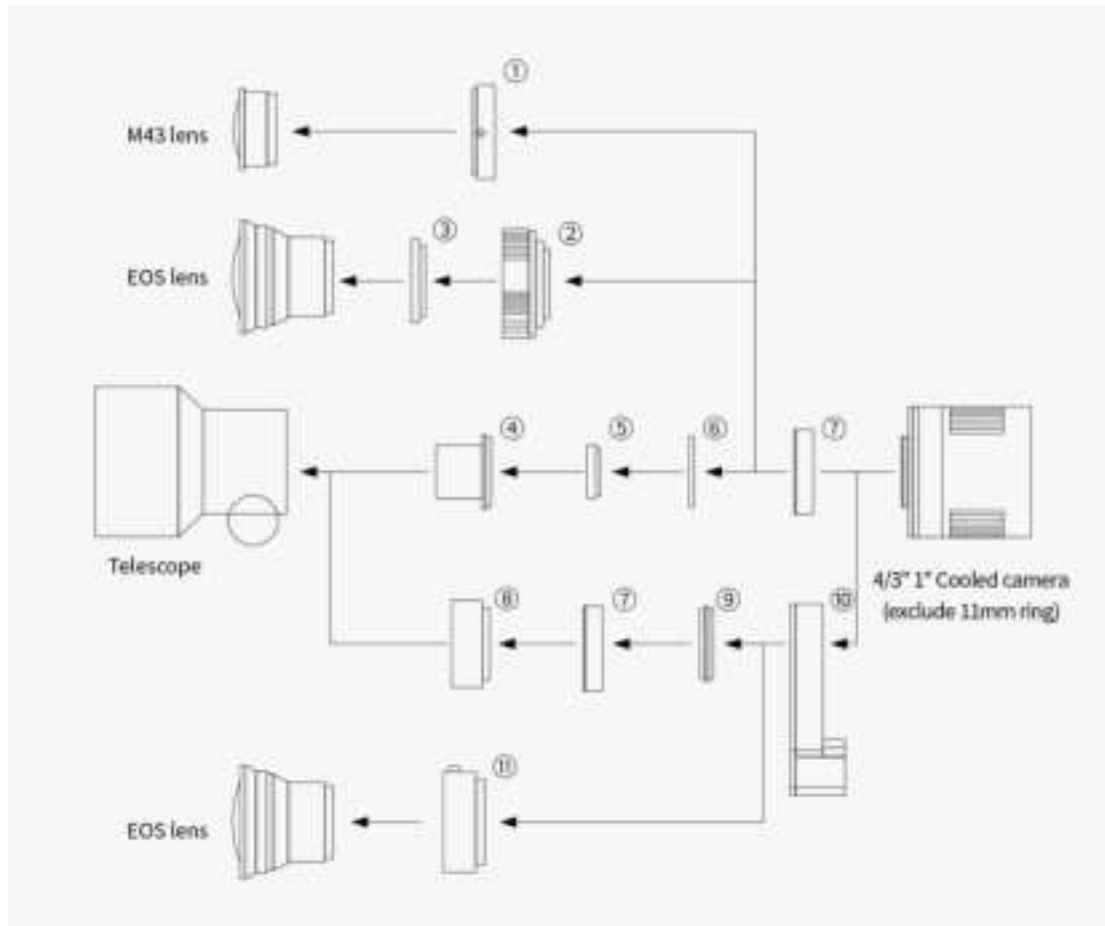 ①
M43 lens
③
②
EOS lens
④
⑤
⑥
⑦
Telescope
4/3" 1" Cooled camera
(exclude 11mm ring)
⑧
⑦
⑨
⑩
⑪
EOS lens